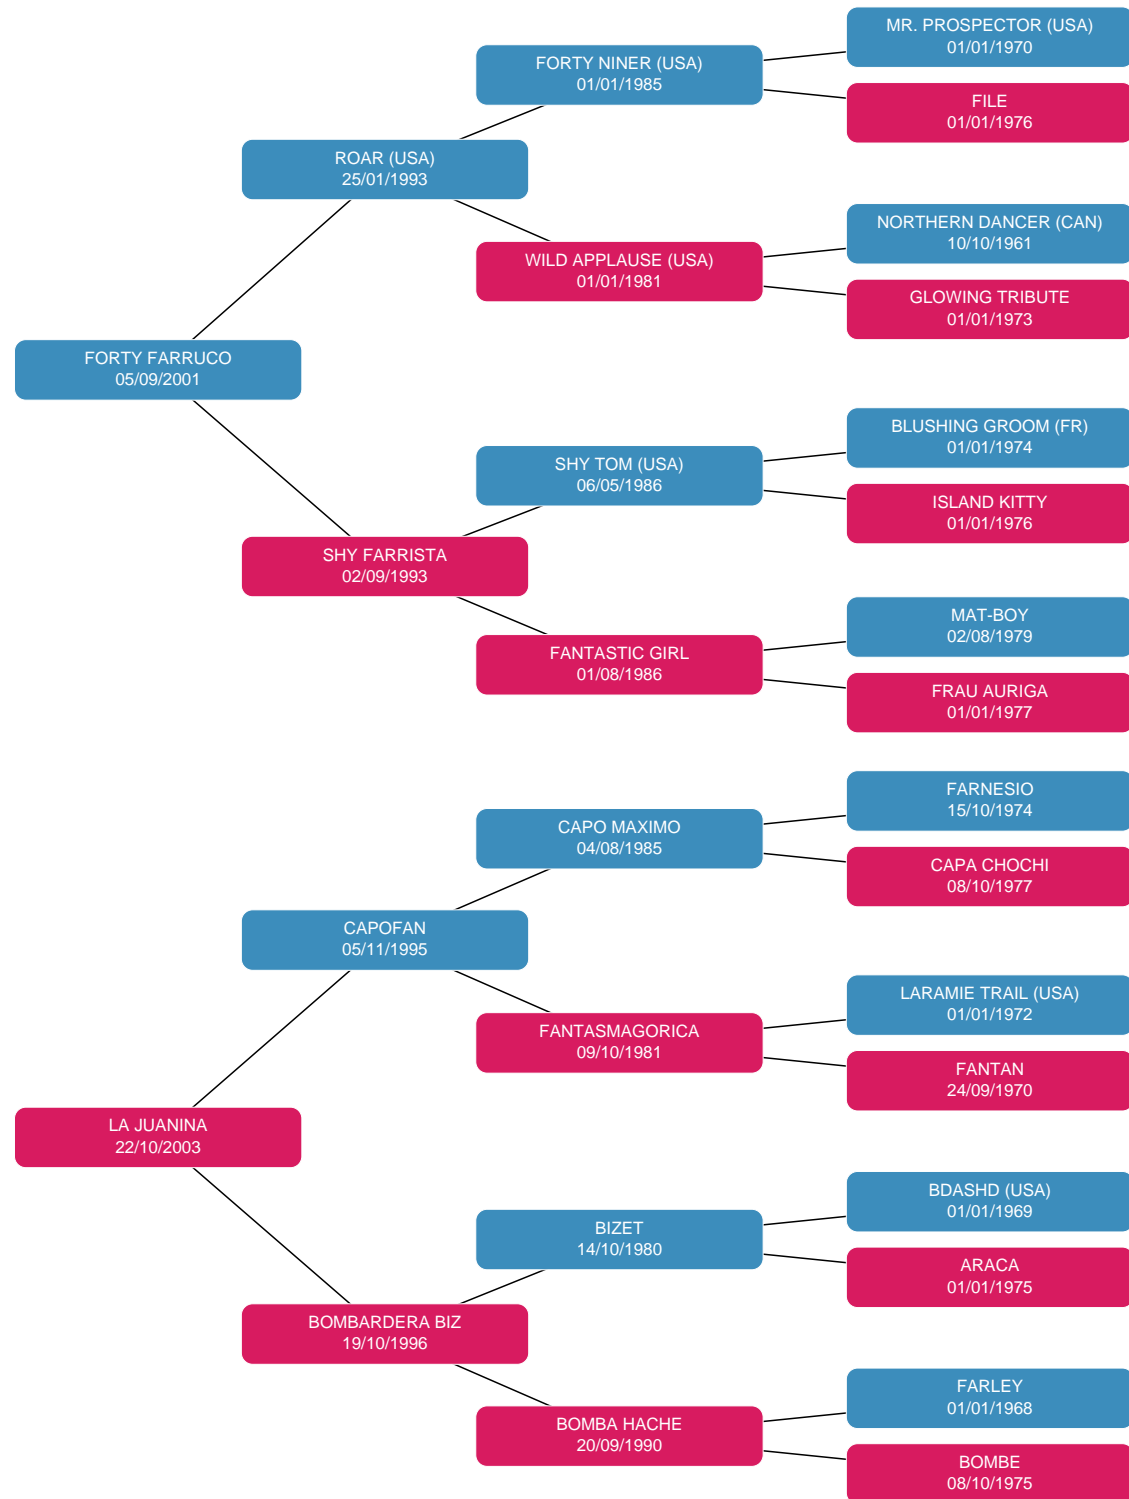 MR. PROSPECTOR (USA)
01/01/1970
FORTY NINER (USA)
01/01/1985
FILE
01/01/1976
ROAR (USA)
25/01/1993
NORTHERN DANCER (CAN)
10/10/1961
WILD APPLAUSE (USA)
01/01/1981
GLOWING TRIBUTE
01/01/1973
FORTY FARRUCO
05/09/2001
BLUSHING GROOM (FR)
01/01/1974
SHY TOM (USA)
06/05/1986
ISLAND KITTY
01/01/1976
SHY FARRISTA
02/09/1993
MAT-BOY
02/08/1979
FANTASTIC GIRL
01/08/1986
FRAU AURIGA
01/01/1977
FARNESIO
15/10/1974
CAPO MAXIMO
04/08/1985
CAPA CHOCHI
08/10/1977
CAPOFAN
05/11/1995
LARAMIE TRAIL (USA)
01/01/1972
FANTASMAGORICA
09/10/1981
FANTAN
24/09/1970
LA JUANINA
22/10/2003
BDASHD (USA)
01/01/1969
BIZET
14/10/1980
ARACA
01/01/1975
BOMBARDERA BIZ
19/10/1996
FARLEY
01/01/1968
BOMBA HACHE
20/09/1990
BOMBE
08/10/1975